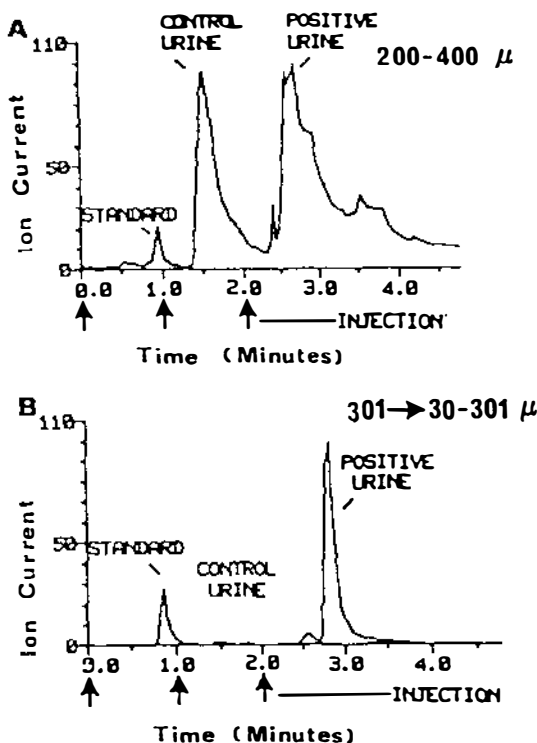 A
CONTROL URINE
POSITIVE URINE
200-400 μ
110
50
0
Ion Current
STANDARD
0.0 1.0 2.0 3.0 4.0
INJECTION
Time (Minutes)
B
301→30-301 μ
110
50
0
Ion Current
STANDARD
CONTROL URINE
POSITIVE URINE
0.0 1.0 2.0 3.0 4.0
INJECTION
Time (Minutes)